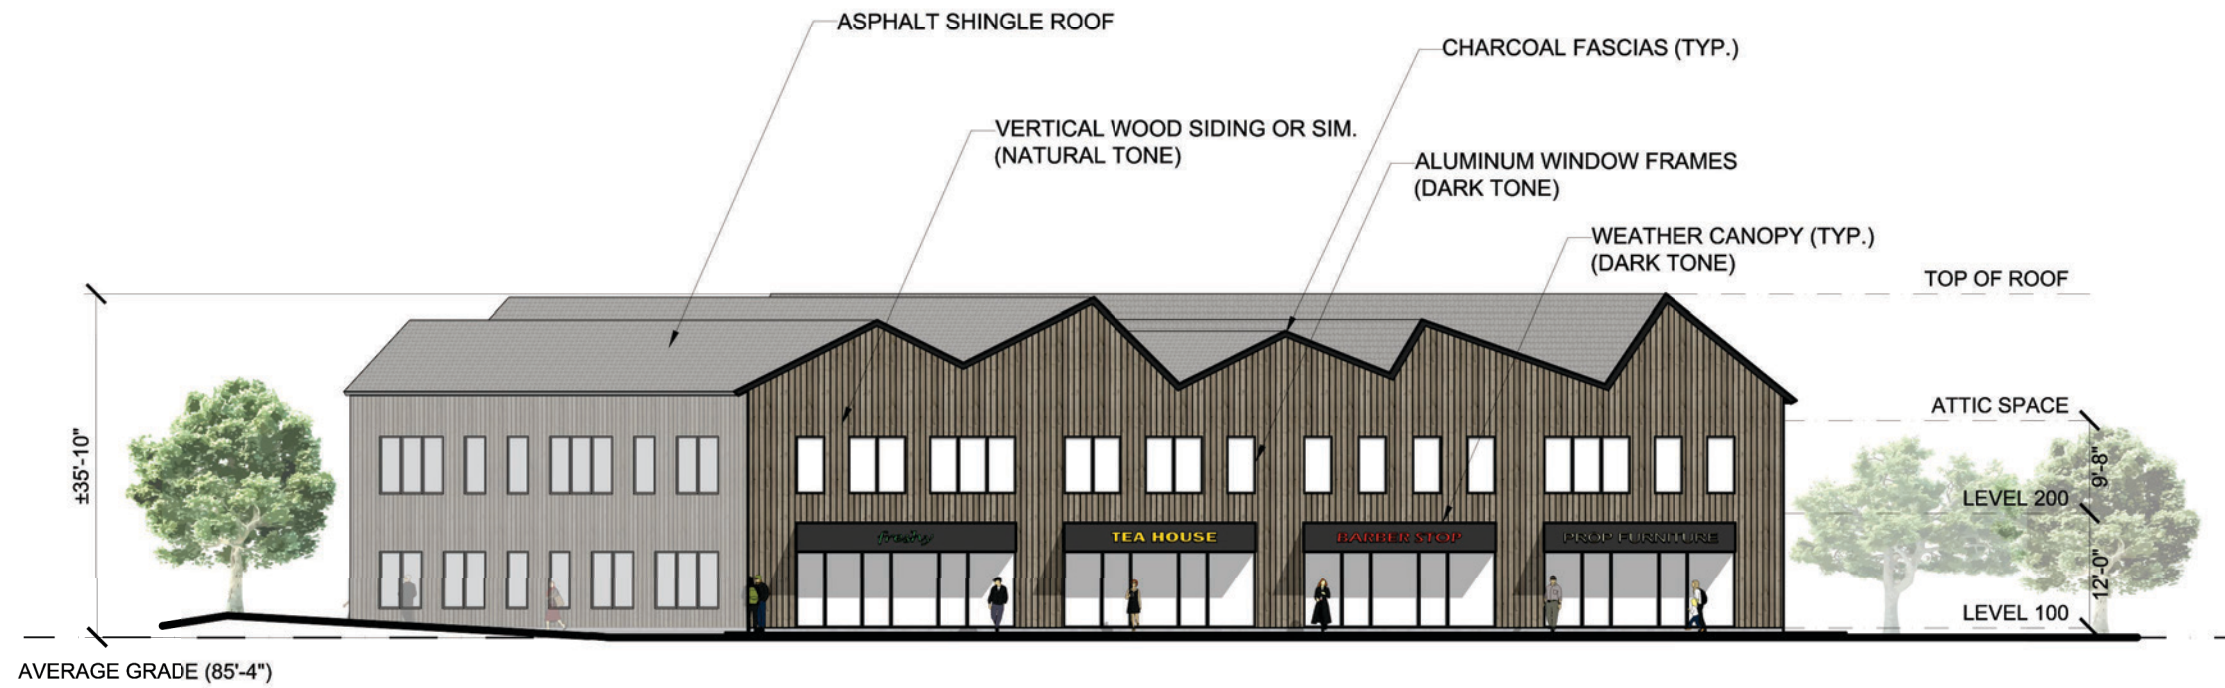 ASPHALT SHINGLE ROOF
CHARCOAL FASCIAS (TYP.)
VERTICAL WOOD SIDING OR SIM.
(NATURAL TONE)
ALUMINUM WINDOW FRAMES
(DARK TONE)
WEATHER CANOPY (TYP.)
(DARK TONE)
TOP OF ROOF
ATTIC SPACE
±35'-10"
9'-8"
LEVEL 200
freshy
TEA HOUSE
BARBER STOP
PROP FURNITURE
12'-0"
LEVEL 100
AVERAGE GRADE (85'-4")